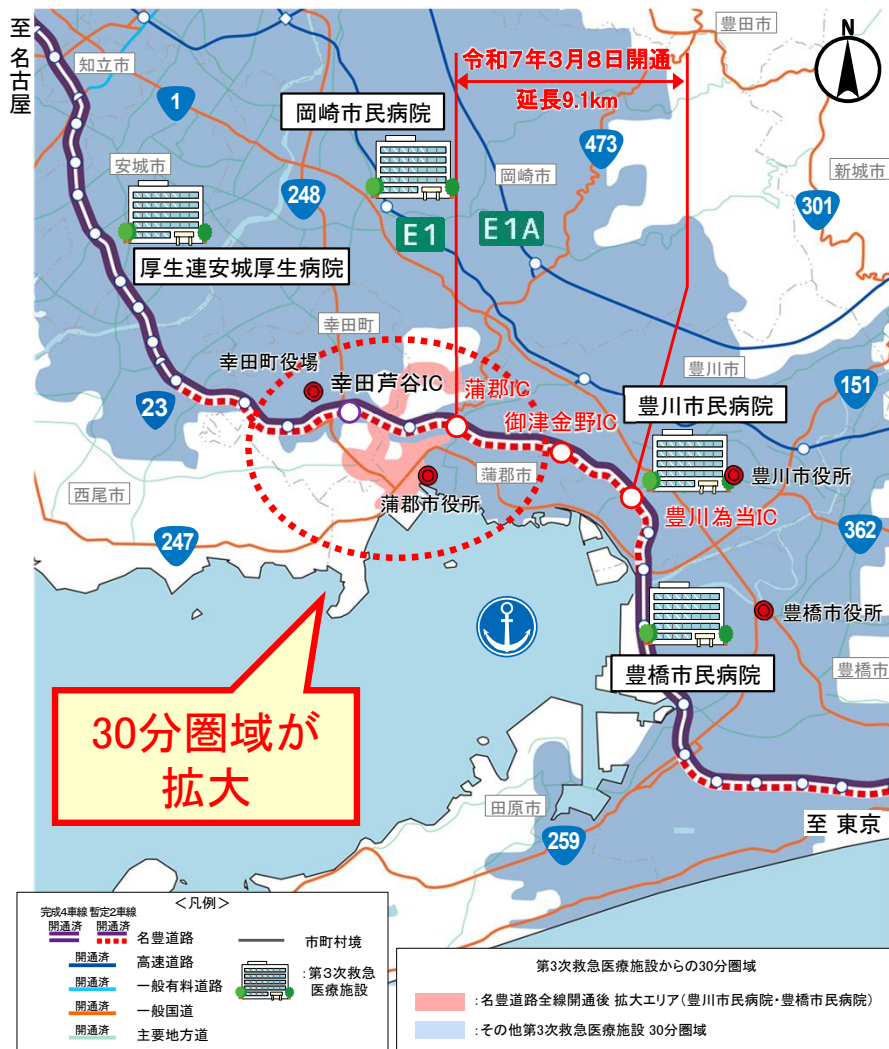 至 名古屋
知立市
1
安城市
厚生連安城厚生病院
岡崎市民病院
248
令和7年3月8日開通
延長9.1km
豊田市
N
473
岡崎市
新城市
301
E1
E1A
幸田町
幸田町役場
幸田芦谷IC
蒲郡IC
御津金野IC
豊川市
豊川市民病院
151
23
西尾市
蒲郡市
蒲郡市役所
豊川市役所
豊川為当IC
362
247
豊橋市役所
豊橋市民病院
豊橋市
30分圏域が
拡大
田原市
259
至 東京
<凡例>
完成4車線 暫定2車線
開通済 開通済
名豊道路
開通済
高速道路
開通済
一般有料道路
開通済
一般国道
開通済
主要地方道
市町村境
:第3次救急
医療施設
第3次救急医療施設からの30分圏域
:名豊道路全線開通後 拡大エリア(豊川市民病院・豊橋市民病院)
:その他第3次救急医療施設 30分圏域